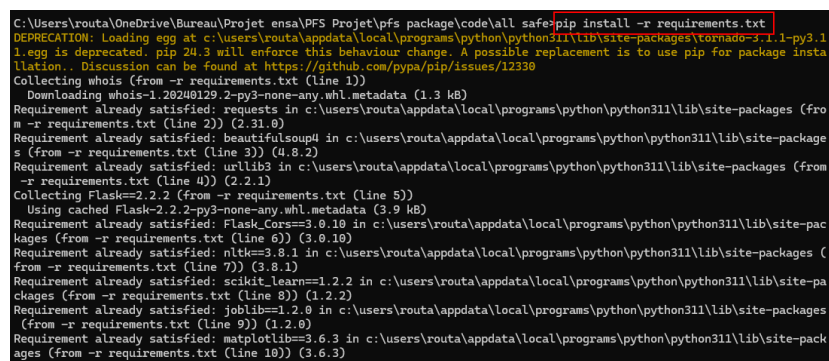 C:\Users\routa\OneDrive\Bureau\Projet ensa\PFS Projet\pfs package\code\all safe>pip install -r requirements.txt
DEPRECATION: Loading egg at c:\users\routa\appdata\local\programs\python\python311\lib\site-packages\tornado-3.1.1-py3.1
1.egg is deprecated. pip 24.3 will enforce this behaviour change. A possible replacement is to use pip for package insta
llation.. Discussion can be found at https://github.com/pypa/pip/issues/12330
Collecting whois (from -r requirements.txt (line 1))
  Downloading whois-1.20240129.2-py3-none-any.whl.metadata (1.3 kB)
Requirement already satisfied: requests in c:\users\routa\appdata\local\programs\python\python311\lib\site-packages (fro
m -r requirements.txt (line 2)) (2.31.0)
Requirement already satisfied: beautifulsoup4 in c:\users\routa\appdata\local\programs\python\python311\lib\site-package
s (from -r requirements.txt (line 3)) (4.8.2)
Requirement already satisfied: urllib3 in c:\users\routa\appdata\local\programs\python\python311\lib\site-packages (from
 -r requirements.txt (line 4)) (2.2.1)
Collecting Flask==2.2.2 (from -r requirements.txt (line 5))
  Using cached Flask-2.2.2-py3-none-any.whl.metadata (3.9 kB)
Requirement already satisfied: Flask_Cors==3.0.10 in c:\users\routa\appdata\local\programs\python\python311\lib\site-pac
kages (from -r requirements.txt (line 6)) (3.0.10)
Requirement already satisfied: nltk==3.8.1 in c:\users\routa\appdata\local\programs\python\python311\lib\site-packages (
from -r requirements.txt (line 7)) (3.8.1)
Requirement already satisfied: scikit_learn==1.2.2 in c:\users\routa\appdata\local\programs\python\python311\lib\site-pa
ckages (from -r requirements.txt (line 8)) (1.2.2)
Requirement already satisfied: joblib==1.2.0 in c:\users\routa\appdata\local\programs\python\python311\lib\site-packages
 (from -r requirements.txt (line 9)) (1.2.0)
Requirement already satisfied: matplotlib==3.6.3 in c:\users\routa\appdata\local\programs\python\python311\lib\site-pack
ages (from -r requirements.txt (line 10)) (3.6.3)